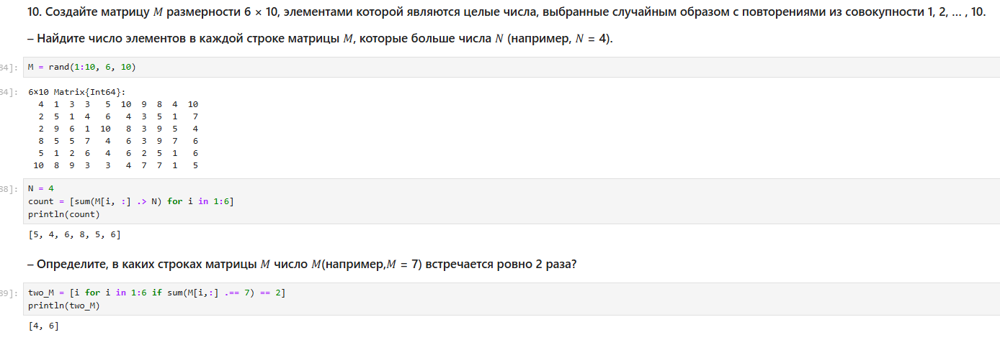 10. Создайте матрицу M размерности 6 × 10, элементами которой являются целые числа, выбранные случайным образом с повторениями из совокупности 1, 2, … , 10.
– Найдите число элементов в каждой строке матрицы M, которые больше числа N (например, N = 4).
84]: M = rand(1:10, 6, 10)
84]: 6×10 Matrix{Int64}:
4 1 3 3 5 10 9 8 4 10
2 5 1 4 6 4 3 5 1 7
2 9 6 1 10 8 3 9 5 4
8 5 5 7 4 6 3 9 7 6
5 1 2 6 4 6 2 5 1 6
10 8 9 3 3 4 7 7 1 5
88]: N = 4
count = [sum(M[i, :] .> N) for i in 1:6]
println(count)
[5, 4, 6, 8, 5, 6]
– Определите, в каких строках матрицы M число M(например,M = 7) встречается ровно 2 раза?
89]: two_M = [i for i in 1:6 if sum(M[i,:] .== 7) == 2]
println(two_M)
[4, 6]